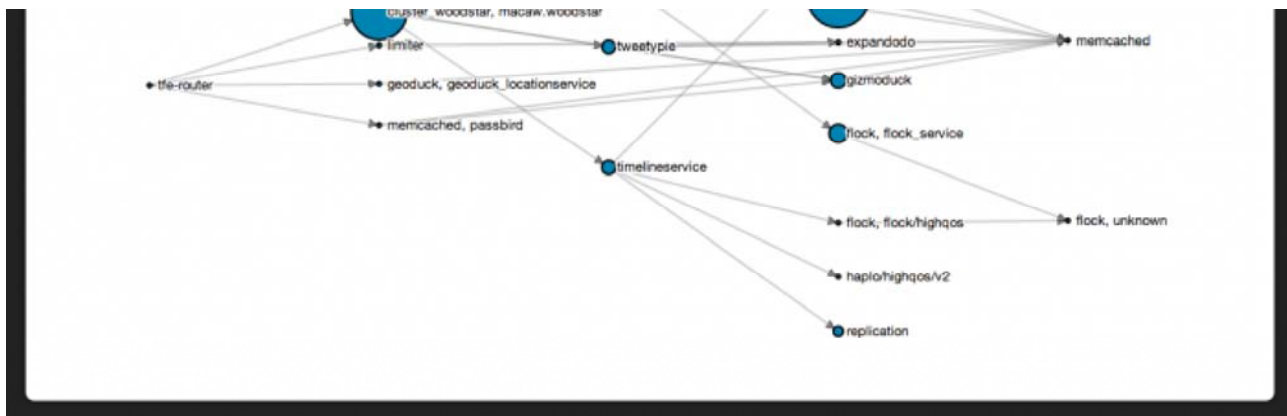 cluster_woodstar, macaw.woodstar
limiter
tweetypie
expandodo
memcached
tfe-router
geoduck, geoduck_locationservice
gizmoduck
memcached, passbird
flock, flock_service
timelineservice
flock, flock/highqos
flock, unknown
haplo/highqos/v2
replication